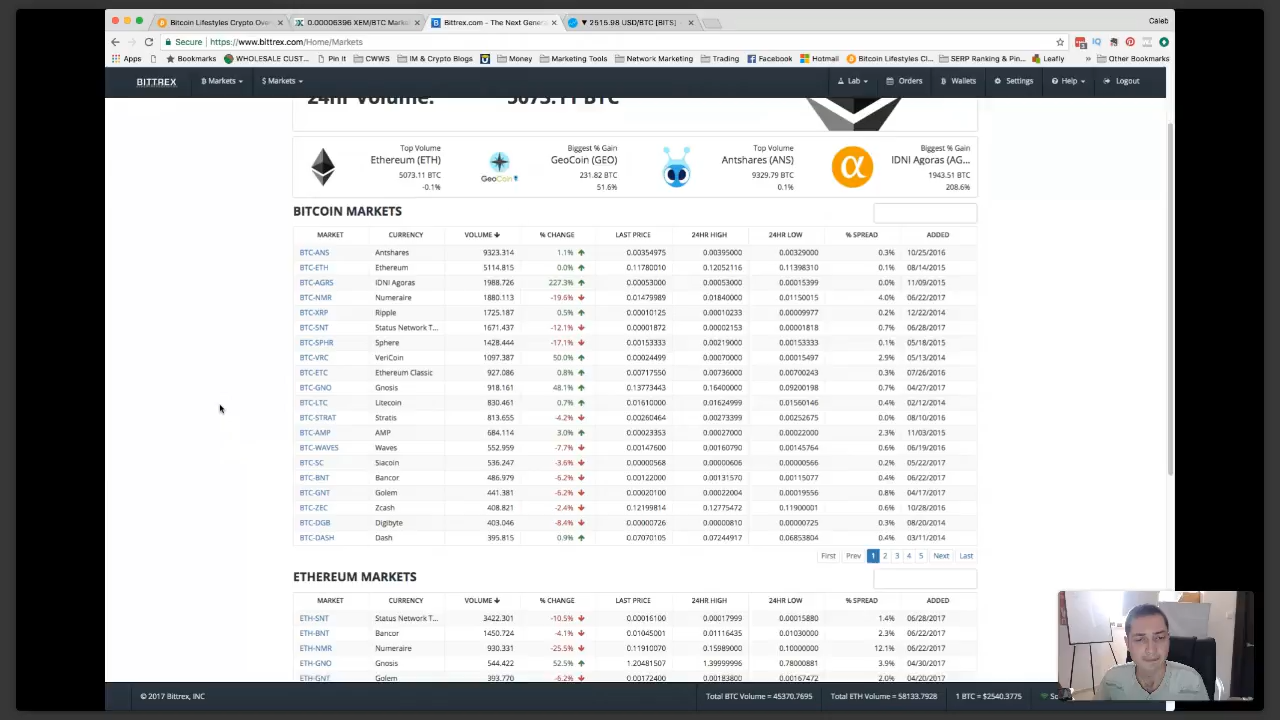 Bitcoin Lifestyles Crypto Over
0.00006396 XEM/BTC Market
Bittrex.com - The Next Genera
▼ 2515.98 USD/BTC [BITS]
Caleb
Secure https://www.bittrex.com/Home/Markets
Apps Bookmarks WHOLESALE CUST... Pin It CWWS IM & Crypto Blogs Money Marketing Tools Network Marketing Trading Facebook Hotmail Bitcoin Lifestyles Cl... SERP Ranking & Pin... Leafly » Other Bookmarks
BITTREX Markets $ Markets Lab Orders Wallets Settings Help Logout
24hr Volume: 5073.11 BTC
Top Volume
Ethereum (ETH)
5073.11 BTC
-0.1%
GeoCoin
Biggest % Gain
GeoCoin (GEO)
231.82 BTC
51.6%
Top Volume
Antshares (ANS)
9329.79 BTC
0.1%
Biggest % Gain
IDNI Agoras (AG...
1943.51 BTC
208.6%
BITCOIN MARKETS
MARKET CURRENCY VOLUME % CHANGE LAST PRICE 24HR HIGH 24HR LOW % SPREAD ADDED
BTC-ANS Antshares 9323.314 1.1% 0.00354975 0.00395000 0.00329000 0.3% 10/25/2016
BTC-ETH Ethereum 5114.815 0.0% 0.11780010 0.12052116 0.11398310 0.1% 08/14/2015
BTC-AGRS IDNI Agoras 1988.726 227.3% 0.00053000 0.00053000 0.00015399 0.0% 11/09/2015
BTC-NMR Numeraire 1880.113 -19.6% 0.01479989 0.01840000 0.01150015 4.0% 06/22/2017
BTC-XRP Ripple 1725.187 0.5% 0.00010125 0.00010233 0.00009977 0.2% 12/22/2014
BTC-SNT Status Network T... 1671.437 -12.1% 0.00001872 0.00002153 0.00001818 0.7% 06/28/2017
BTC-SPHR Sphere 1428.444 -17.1% 0.00153333 0.00219000 0.00153333 0.1% 05/18/2015
BTC-VRC VeriCoin 1097.387 50.0% 0.00024499 0.00070000 0.00015497 2.9% 05/13/2014
BTC-ETC Ethereum Classic 927.086 0.8% 0.00717550 0.00736000 0.00700243 0.3% 07/26/2016
BTC-GNO Gnosis 918.161 48.1% 0.13773443 0.16400000 0.09200198 0.7% 04/27/2017
BTC-LTC Litecoin 830.461 0.7% 0.01610000 0.01624999 0.01560146 0.4% 02/12/2014
BTC-STRAT Stratis 813.655 -4.2% 0.00260464 0.00273399 0.00252675 0.0% 08/10/2016
BTC-AMP AMP 684.114 3.0% 0.00023353 0.00027000 0.00022000 2.3% 11/03/2015
BTC-WAVES Waves 552.959 -7.7% 0.00147600 0.00160790 0.00145764 0.6% 06/19/2016
BTC-SC Siacoin 536.247 -3.6% 0.00000568 0.00000606 0.00000566 0.2% 05/22/2017
BTC-BNT Bancor 486.979 -6.2% 0.00122000 0.00131570 0.00115077 0.4% 06/22/2017
BTC-GNT Golem 441.381 -6.2% 0.00020100 0.00022004 0.00019556 0.8% 04/17/2017
BTC-ZEC Zcash 408.821 -2.4% 0.12199814 0.12775472 0.11900001 0.6% 10/28/2016
BTC-DGB Digibyte 403.046 -8.4% 0.00000726 0.00000810 0.00000725 0.3% 08/20/2014
BTC-DASH Dash 395.815 0.9% 0.07070105 0.07244917 0.06853804 0.4% 03/11/2014
First Prev 1 2 3 4 5 Next Last
ETHEREUM MARKETS
MARKET CURRENCY VOLUME % CHANGE LAST PRICE 24HR HIGH 24HR LOW % SPREAD ADDED
ETH-SNT Status Network T... 3422.301 -10.5% 0.00016100 0.00017999 0.00015880 1.4% 06/28/2017
ETH-BNT Bancor 1450.724 -4.1% 0.01045001 0.01116435 0.01030000 2.3% 06/22/2017
ETH-NMR Numeraire 930.331 -25.5% 0.11910070 0.15989000 0.10000000 12.1% 06/22/2017
ETH-GNO Gnosis 544.422 52.5% 1.20481507 1.39999996 0.78000881 3.9% 04/30/2017
ETH-GNT Golem 393.770 -6.2% 0.00172400 0.00183800 0.00167472 2.0% 04/20/2017
© 2017 Bittrex, INC
Total BTC Volume = 45370.7695
Total ETH Volume = 58133.7928
1 BTC = $2540.3775